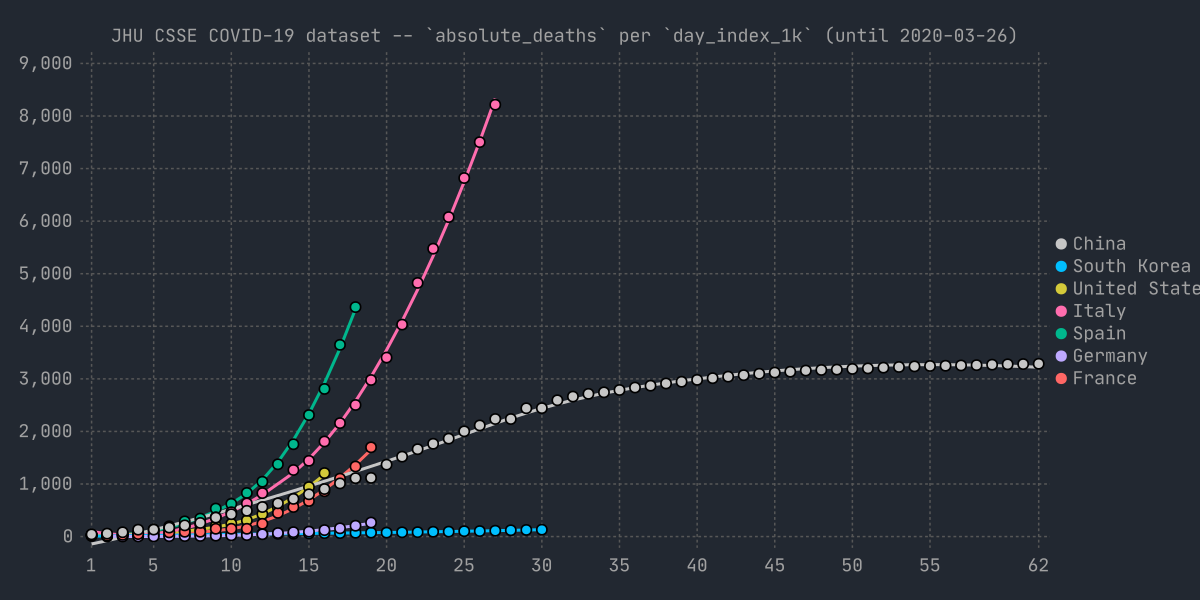 JHU CSSE COVID-19 dataset -- `absolute_deaths` per `day_index_1k` (until 2020-03-26)
9,000
8,000
7,000
6,000
5,000
4,000
3,000
2,000
1,000
0
1 5 10 15 20 25 30 35 40 45 50 55 62
China
South Korea
United State
Italy
Spain
Germany
France